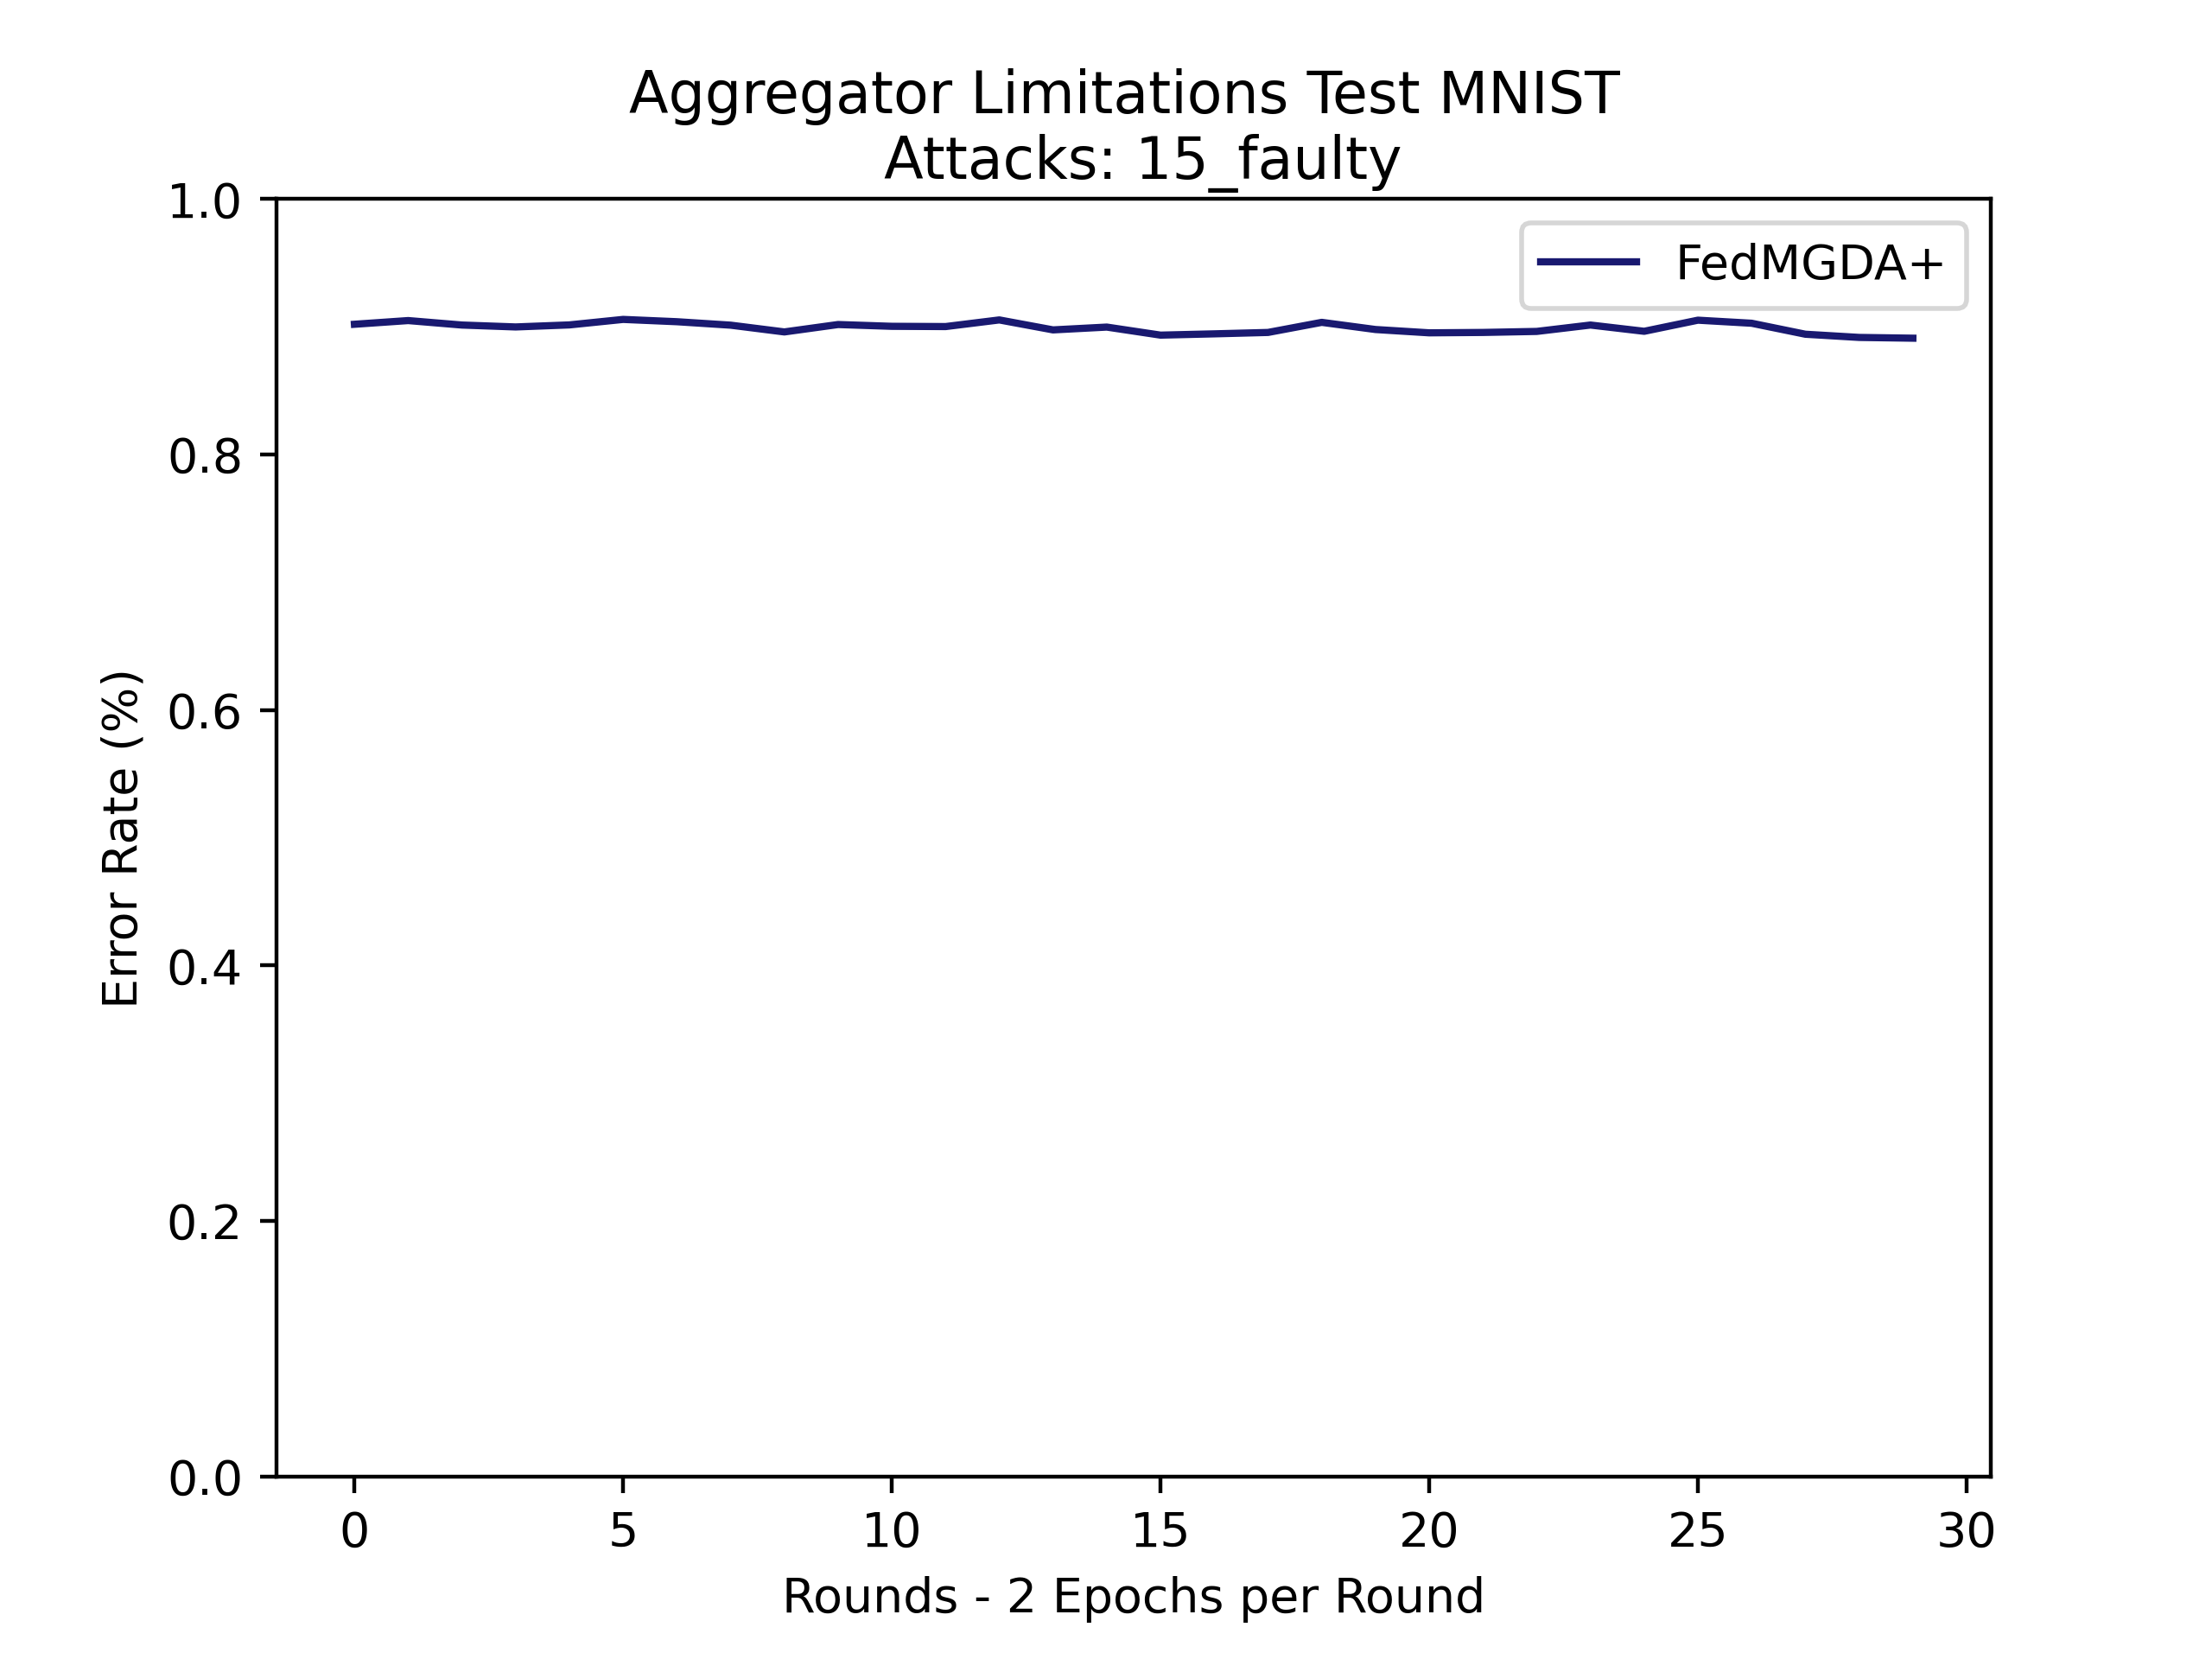 Aggregator Limitations Test MNIST
Attacks: 15_faulty
FedMGDA+
Error Rate (%)
1.0
0.8
0.6
0.4
0.2
0.0
0 5 10 15 20 25 30
Rounds - 2 Epochs per Round